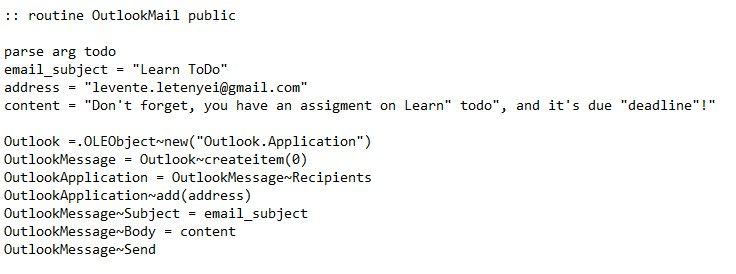 :: routine OutlookMail public
parse arg todo
email_subject = "Learn ToDo"
address = "levente.letenyei@gmail.com"
content = "Don't forget, you have an assigment on Learn" todo", and it's due "deadline"!"
Outlook =.OLEObject~new("Outlook.Application")
OutlookMessage = Outlook~createitem(0)
OutlookApplication = OutlookMessage~Recipients
OutlookApplication~add(address)
OutlookMessage~Subject = email_subject
OutlookMessage~Body = content
OutlookMessage~Send